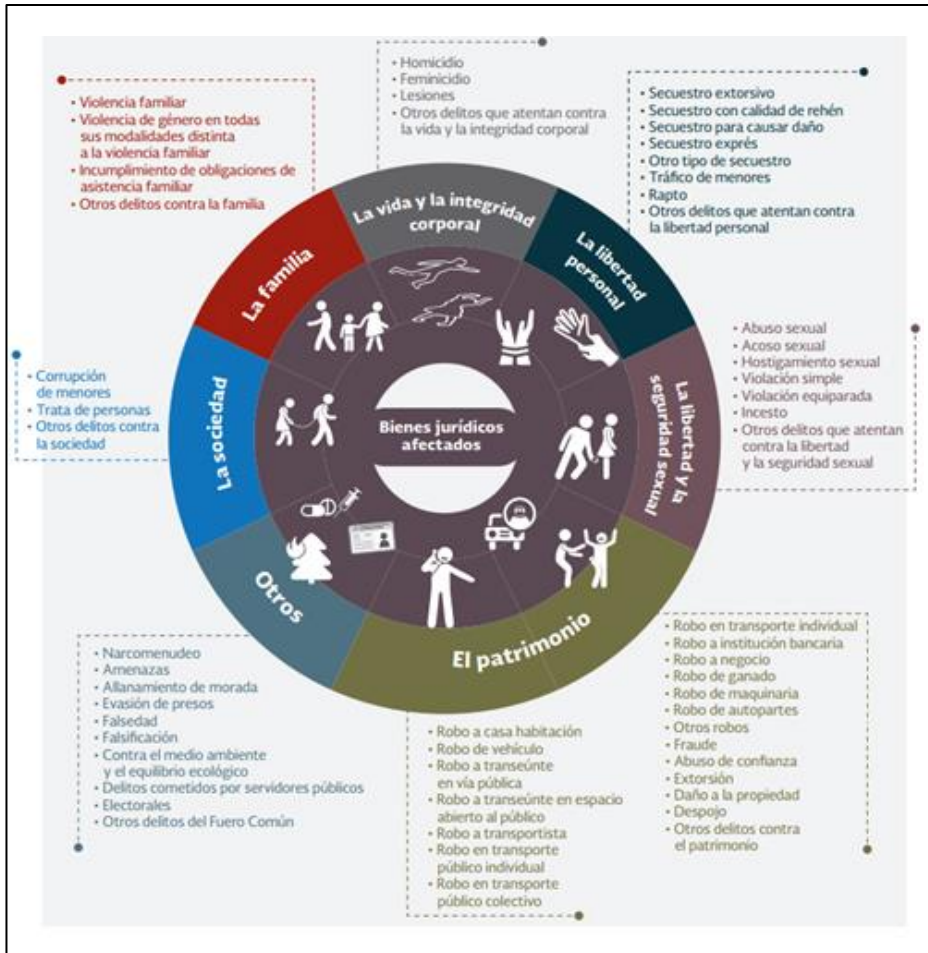 • Homicidio
• Feminicidio
• Lesiones
• Otros delitos que atentan contra
la vida y la integridad corporal
• Violencia familiar
• Violencia de género en todas
sus modalidades distinta
a la violencia familiar
• Incumplimiento de obligaciones de
asistencia familiar
• Otros delitos contra la familia
• Secuestro extorsivo
• Secuestro con calidad de rehén
• Secuestro para causar daño
• Secuestro exprés
• Otro tipo de secuestro
• Tráfico de menores
• Rapto
• Otros delitos que atentan contra
la libertad personal
La vida y la integridad
corporal
La familia
La libertad
personal
• Abuso sexual
• Acoso sexual
• Hostigamiento sexual
• Violación simple
• Violación equiparada
• Incesto
• Otros delitos que atentan
contra la libertad
y la seguridad sexual
• Corrupción
de menores
• Trata de personas
• Otros delitos contra
la sociedad
La sociedad
Bienes jurídicos
afectados
La libertad y la
seguridad sexual
Otros
El patrimonio
• Narcomenudeo
• Amenazas
• Allanamiento de morada
• Evasión de presos
• Falsedad
• Falsificación
• Contra el medio ambiente
y el equilibrio ecológico
• Delitos cometidos por servidores públicos
• Electorales
• Otros delitos del Fuero Común
• Robo a casa habitación
• Robo de vehículo
• Robo a transeúnte
en vía pública
• Robo a transeúnte en espacio
abierto al público
• Robo a transportista
• Robo en transporte
público individual
• Robo en transporte
público colectivo
• Robo en transporte individual
• Robo a institución bancaria
• Robo a negocio
• Robo de ganado
• Robo de maquinaria
• Robo de autopartes
• Otros robos
• Fraude
• Abuso de confianza
• Extorsión
• Daño a la propiedad
• Despojo
• Otros delitos contra
el patrimonio